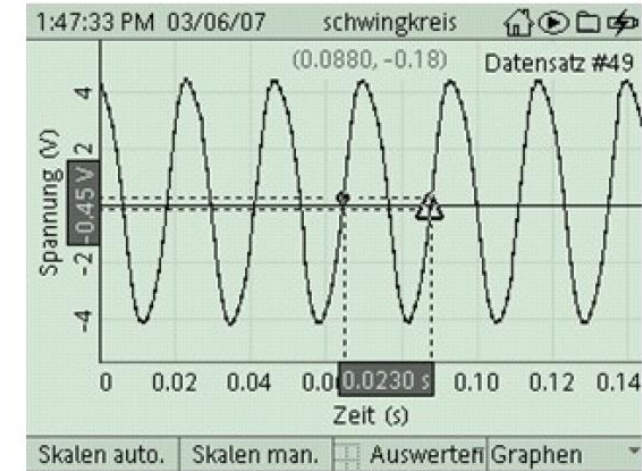 1:47:33 PM 03/06/07 schwingkreis
(0.0880, -0.18) Datensatz #49
Spannung (V)
4
2
-0.45 V
-2
-4
0 0.02 0.04 0.0 0.0230 s 0.10 0.12 0.14
Zeit (s)
Skalen auto. Skalen man. Auswerten Graphen